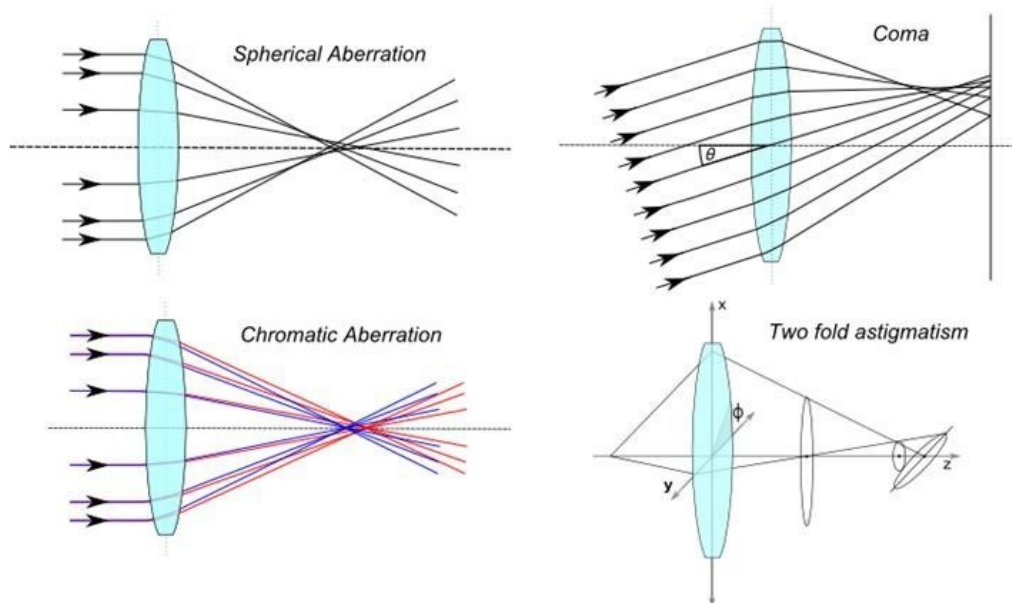 Spherical Aberration
Coma
θ
Chromatic Aberration
Two fold astigmatism
x
ϕ
y
z